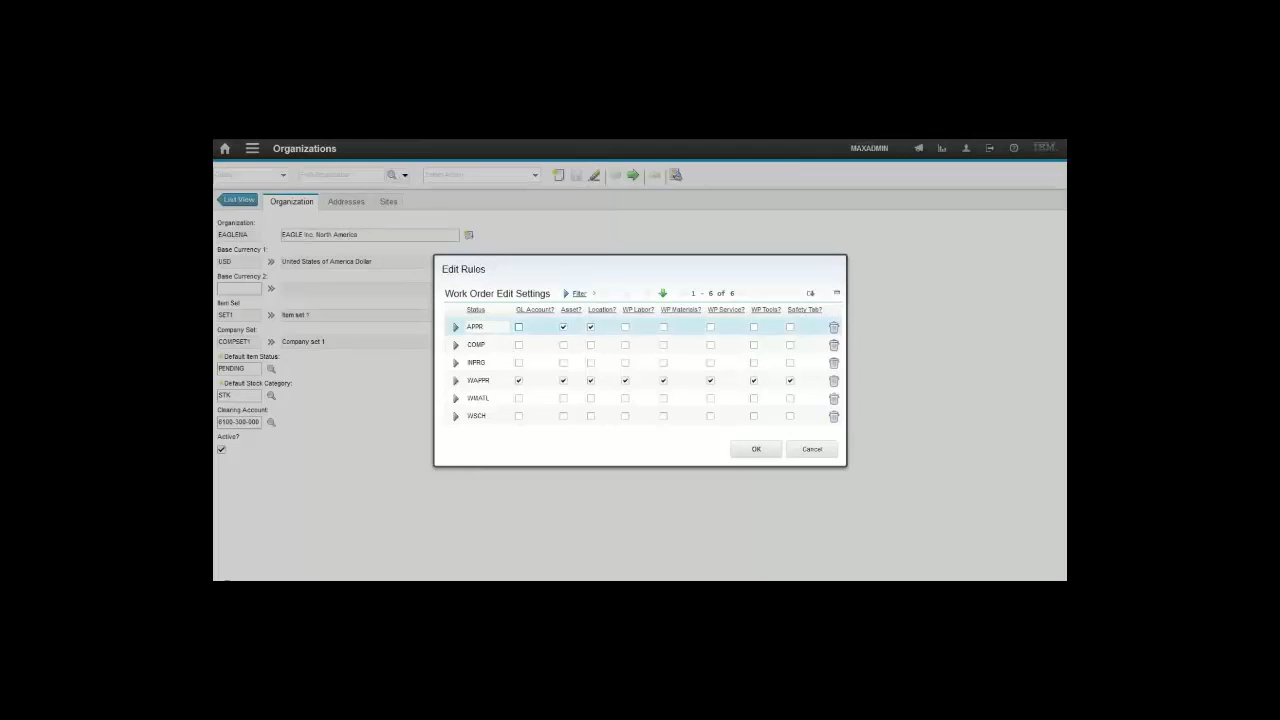 Organizations
MAXADMIN
IBM.
Select Action
List View
Organization
Addresses
Sites
Organization:
EAGLENA
EAGLE Inc. North America
Base Currency 1:
USD
United States of America Dollar
Base Currency 2:
Item Set
SET1
Item set 1
Company Set:
COMPSET1
Company set 1
Default Item Status:
PENDING
Default Stock Category:
STK
Clearing Account:
6100-300-000
Active?
Edit Rules
Work Order Edit Settings
Filter
1 - 6 of 6
Status GL Account? Asset? Location? WP Labor? WP Materials? WP Service? WP Tools? Safety Tab?
APPR
COMP
INPRG
WAPPR
WMATL
WSCH
OK
Cancel